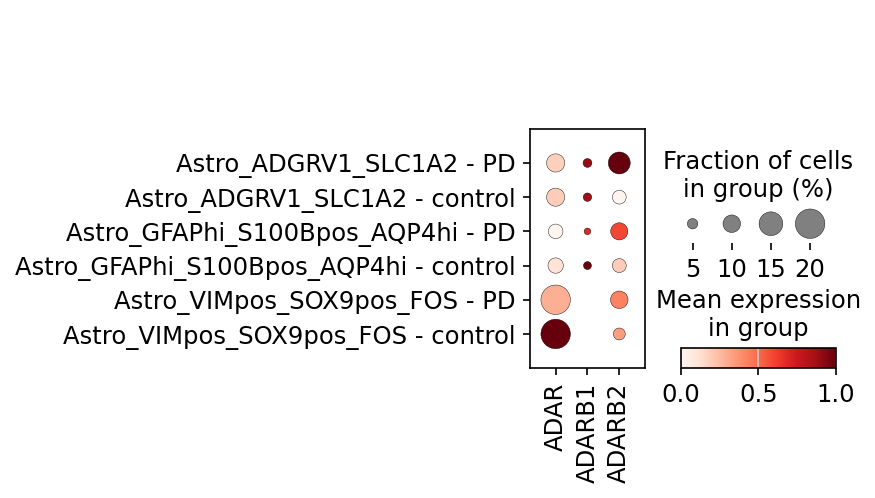 Astro_ADGRV1_SLC1A2 - PD
Astro_ADGRV1_SLC1A2 - control
Astro_GFAPhi_S100Bpos_AQP4hi - PD
Astro_GFAPhi_S100Bpos_AQP4hi - control
Astro_VIMpos_SOX9pos_FOS - PD
Astro_VIMpos_SOX9pos_FOS - control
ADAR
ADARB1
ADARB2
Fraction of cells
in group (%)
5 10 15 20
Mean expression
in group
0.0 0.5 1.0